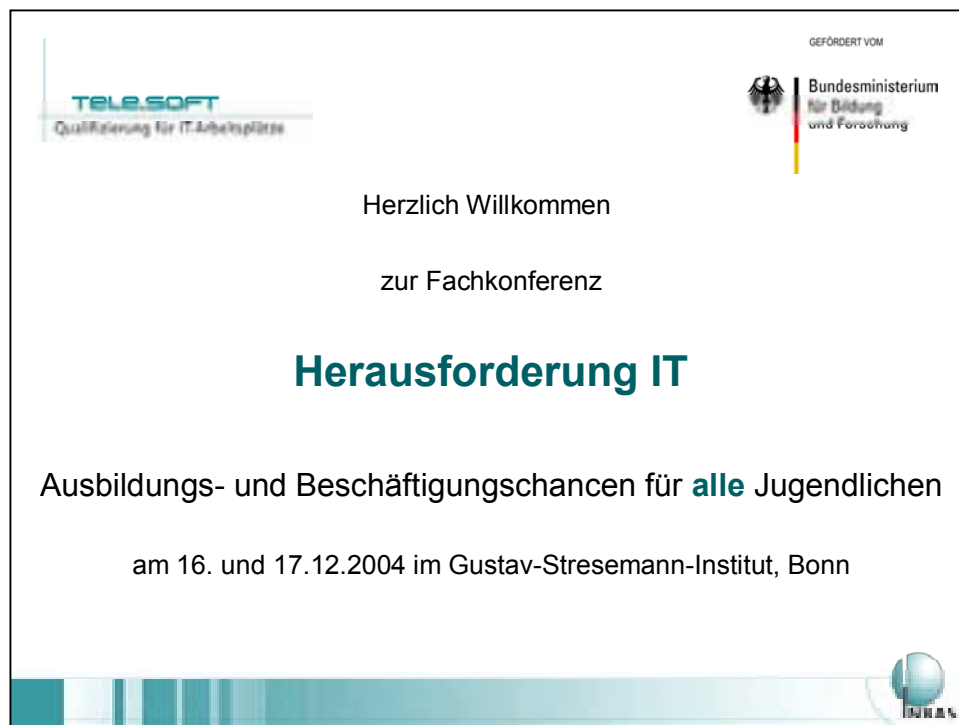 GEFÖRDERT VOM
TELE.SOFT
Qualifizierung für IT-Arbeitsplätze
Bundesministerium
für Bildung
und Forschung
Herzlich Willkommen
zur Fachkonferenz
Herausforderung IT
Ausbildungs- und Beschäftigungschancen für alle Jugendlichen
am 16. und 17.12.2004 im Gustav-Stresemann-Institut, Bonn